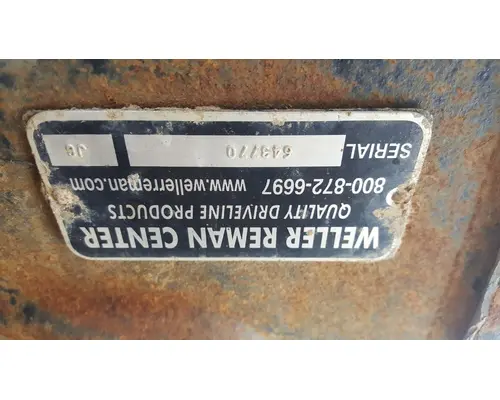 WELLER REMAN CENTER
QUALITY DRIVELINE PRODUCTS
800-872-6697 www.wellerreman.com
SERIAL